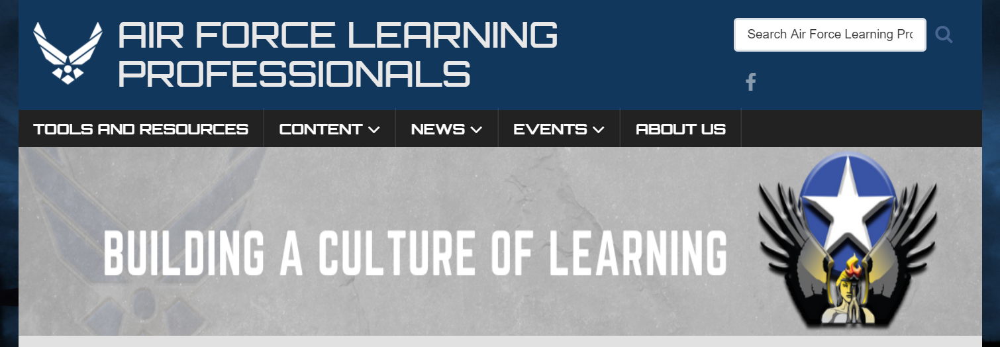 AIR FORCE LEARNING
PROFESSIONALS
Search Air Force Learning Prc
TOOLS AND RESOURCES
CONTENT
NEWS
EVENTS
ABOUT US
BUILDING A CULTURE OF LEARNING